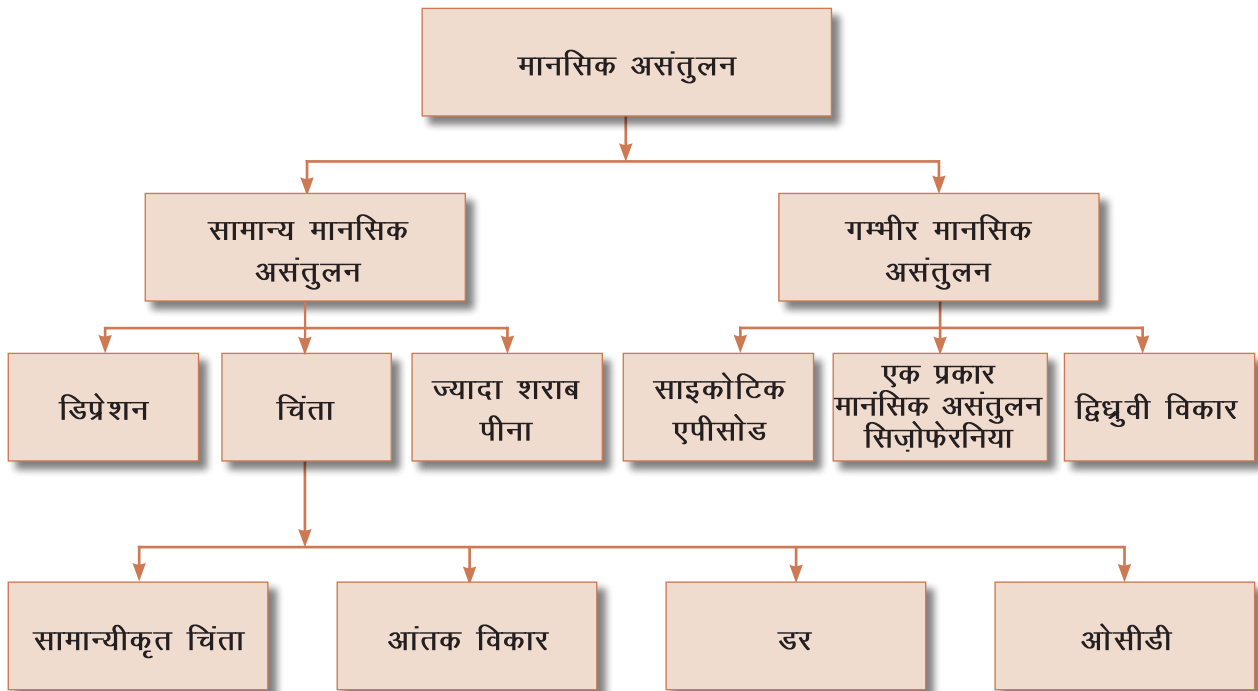 मानसिक असंतुलन
सामान्य मानसिक
असंतुलन
गम्भीर मानसिक
असंतुलन
डिप्रेशन
चिंता
ज्यादा शराब
पीना
साइकोटिक
एपीसोड
एक प्रकार
मानंसिक असंतुलन
सिज़ोफेरनिया
द्विध्रुवी विकार
सामान्यीकृत चिंता
आंतक विकार
डर
ओसीडी